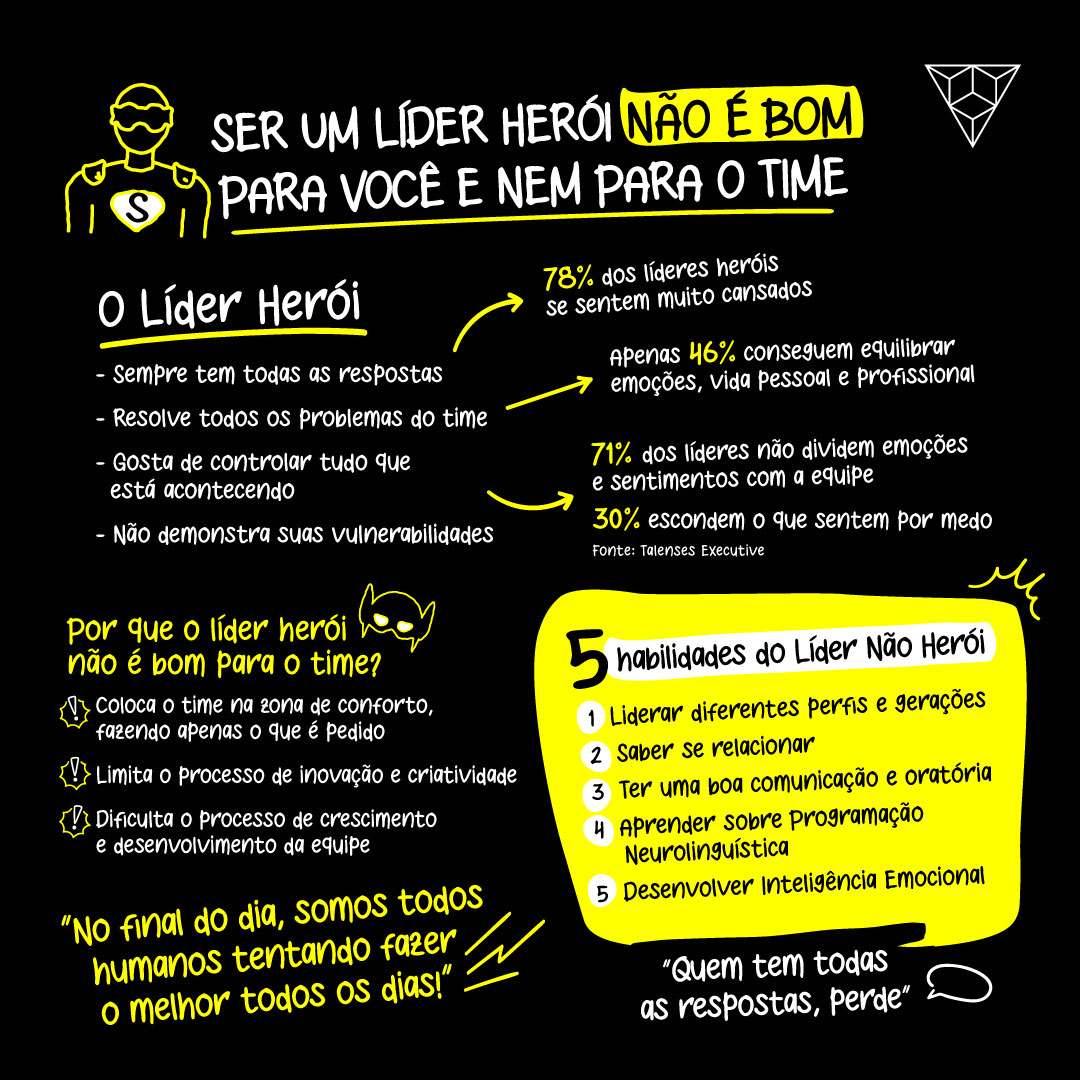 SER UM LÍDER HERÓI NÃO É BOM
PARA VOCÊ E NEM PARA O TIME
S
O Líder Herói
- Sempre tem todas as respostas
- Resolve todos os problemas do time
- Gosta de controlar tudo que
está acontecendo
- Não demonstra suas vulnerabilidades
78% dos líderes heróis
se sentem muito cansados
Apenas 46% conseguem equilibrar
emoções, vida pessoal e profissional
71% dos líderes não dividem emoções
e sentimentos com a equipe
30% escondem o que sentem por medo
Fonte: Talenses Executive
Por que o líder herói
não é bom para o time?
! Coloca o time na zona de conforto,
fazendo apenas o que é pedido
! Limita o processo de inovação e criatividade
! Dificulta o processo de crescimento
e desenvolvimento da equipe
"No final do dia, somos todos
humanos tentando fazer
o melhor todos os dias!"
5 habilidades do Líder Não Herói
1 Liderar diferentes perfis e gerações
2 Saber se relacionar
3 Ter uma boa comunicação e oratória
4 Aprender sobre Programação
Neurolinguística
5 Desenvolver Inteligência Emocional
"Quem tem todas
as respostas, perde"